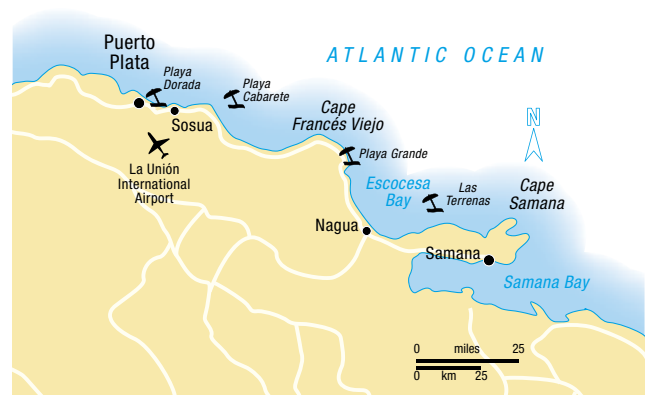 Puerto
Plata
ATLANTIC OCEAN
Playa
Dorada
Playa
Cabarete
Sosua
Cape
Francés Viejo
N
La Unión
International
Airport
Playa Grande
Escocesa
Bay
Las
Terrenas
Cape
Samana
Nagua
Samana
Samana Bay
0 miles 25
0 km 25